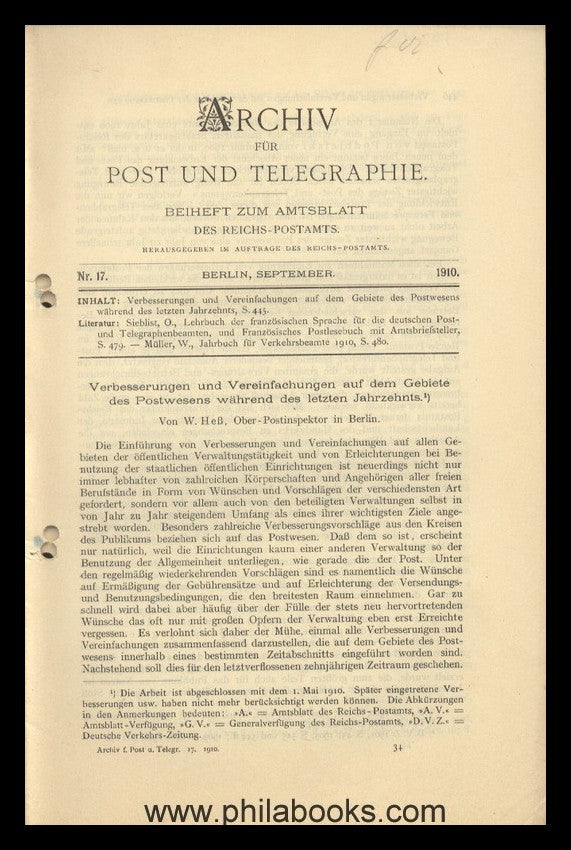 ARCHIV
FÜR
POST UND TELEGRAPHIE.
BEIHEFT ZUM AMTSBLATT
DES REICHS-POSTAMTS.
HERAUSGEGEBEN IM AUFTRAGE DES REICHS-POSTAMTS.
Nr. 17. BERLIN, SEPTEMBER. 1910.
INHALT: Verbesserungen und Vereinfachungen auf dem Gebiete des Postwesens
während des letzten Jahrzehnts, S. 445.
Literatur: Sieblist, O., Lehrbuch der französischen Sprache für die deutschen Post-
und Telegraphenbeamten, und Französisches Postlesebuch mit Amtsbriefsteller,
S. 479. — Müller, W., Jahrbuch für Verkehrsbeamte 1910, S. 480.
Verbesserungen und Vereinfachungen auf dem Gebiete
des Postwesens während des letzten Jahrzehnts.¹)
Von W. Heß, Ober-Postinspektor in Berlin.
Die Einführung von Verbesserungen und Vereinfachungen auf allen Ge-
bieten der öffentlichen Verwaltungstätigkeit und von Erleichterungen bei Be-
nutzung der staatlichen öffentlichen Einrichtungen ist neuerdings nicht nur
immer lebhafter von zahlreichen Körperschaften und Angehörigen aller freien
Berufstände in Form von Wünschen und Vorschlägen der verschiedensten Art
gefordert, sondern vor allem auch von den beteiligten Verwaltungen selbst in
von Jahr zu Jahr steigendem Umfang als eines ihrer wichtigsten Ziele ange-
strebt worden. Besonders zahlreiche Verbesserungsvorschläge aus den Kreisen
des Publikums beziehen sich auf das Postwesen. Daß dem so ist, erscheint
nur natürlich, weil die Einrichtungen kaum einer anderen Verwaltung so der
Benutzung der Allgemeinheit unterliegen, wie gerade die der Post. Unter
den regelmäßig wiederkehrenden Vorschlägen sind es namentlich die Wünsche
auf Ermäßigung der Gebührensätze und auf Erleichterung der Versendungs-
und Benutzungsbedingungen, die den breitesten Raum einnehmen. Gar zu
schnell wird dabei aber häufig über der Fülle der stets neu hervortretenden
Wünsche das oft nur mit großen Opfern der Verwaltung eben erst Erreichte
vergessen. Es verlohnt sich daher der Mühe, einmal alle Verbesserungen und
Vereinfachungen zusammenfassend darzustellen, die auf dem Gebiete des Post-
wesens innerhalb eines bestimmten Zeitabschnitts eingeführt worden sind.
Nachstehend soll dies für den letztverflossenen zehnjährigen Zeitraum geschehen.
¹) Die Arbeit ist abgeschlossen mit dem 1. Mai 1910. Später eingetretene Ver-
besserungen usw. haben nicht mehr berücksichtigt werden können. Die Abkürzungen
in den Anmerkungen bedeuten: »A.« = Amtsblatt des Reichs-Postamts, »A. V.« =
Amtsblatt-Verfügung, »G. V.« = Generalverfügung des Reichs-Postamts, »D. V. Z.« =
Deutsche Verkehrs-Zeitung.
Archiv f. Post u. Telegr. 17. 1910. 34
www.philabooks.com